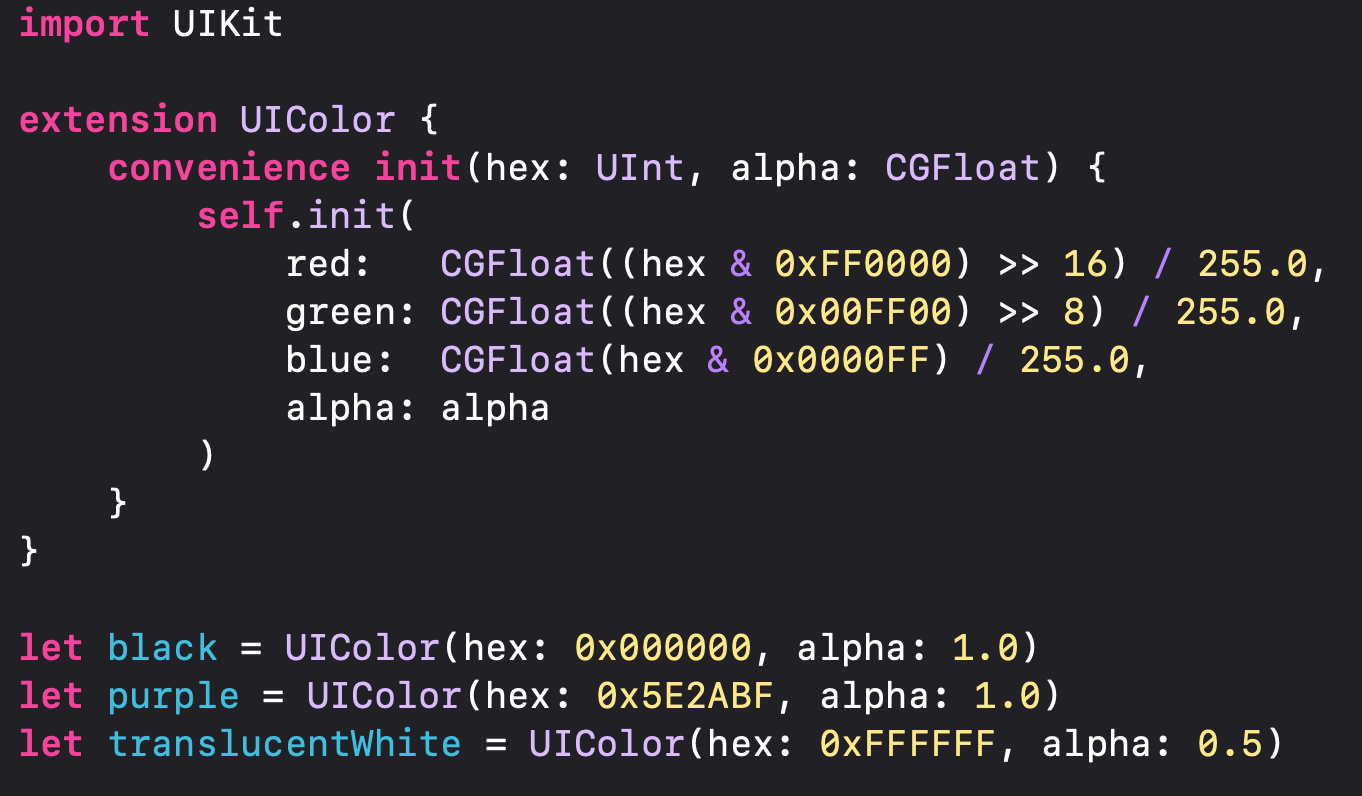 import UIKit

extension UIColor {
    convenience init(hex: UInt, alpha: CGFloat) {
        self.init(
            red:   CGFloat((hex & 0xFF0000) >> 16) / 255.0,
            green: CGFloat((hex & 0x00FF00) >> 8) / 255.0,
            blue:  CGFloat(hex & 0x0000FF) / 255.0,
            alpha: alpha
        )
    }
}

let black = UIColor(hex: 0x000000, alpha: 1.0)
let purple = UIColor(hex: 0x5E2ABF, alpha: 1.0)
let translucentWhite = UIColor(hex: 0xFFFFFF, alpha: 0.5)